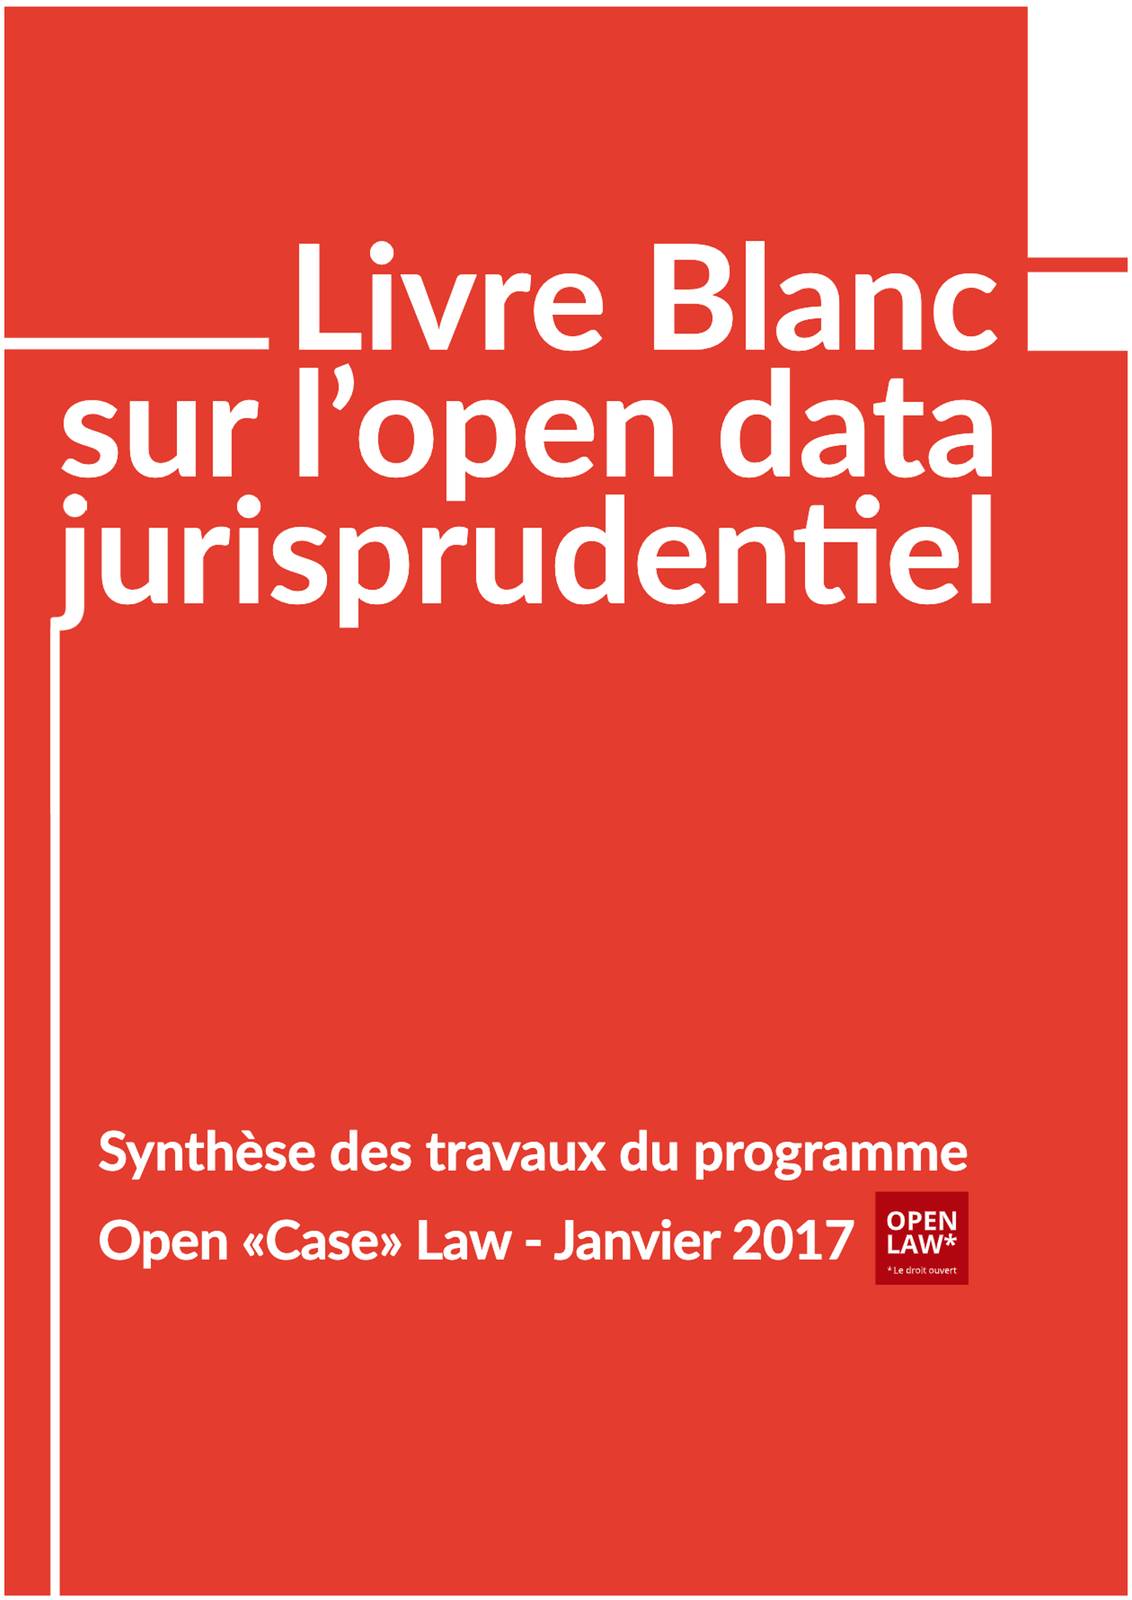 Livre Blanc
sur l’open data
jurisprudentiel
Synthèse des travaux du programme
Open «Case» Law - Janvier 2017
OPEN
LAW*
* Le droit ouvert